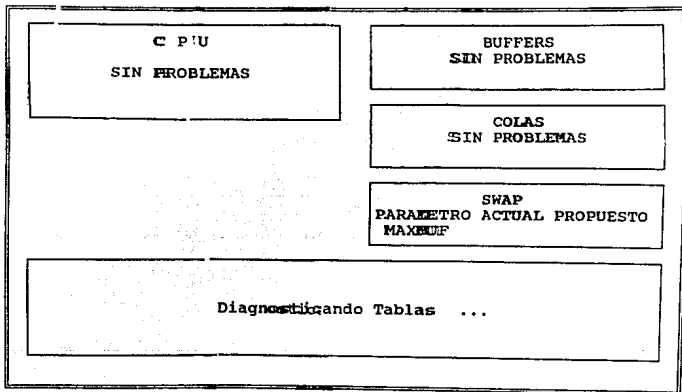 C P U
SIN PROBLEMAS
BUFFERS
SIN PROBLEMAS
COLAS
SIN PROBLEMAS
SWAP
PARAMETRO ACTUAL PROPUESTO
MAXBUF
Diagnosticando Tablas ...